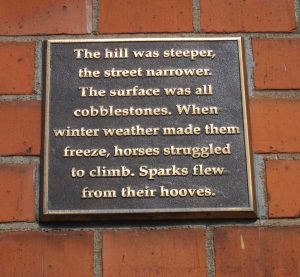 The hill was steeper,
the street narrower.
The surface was all
cobblestones. When
winter weather made them
freeze, horses struggled
to climb. Sparks flew
from their hooves.